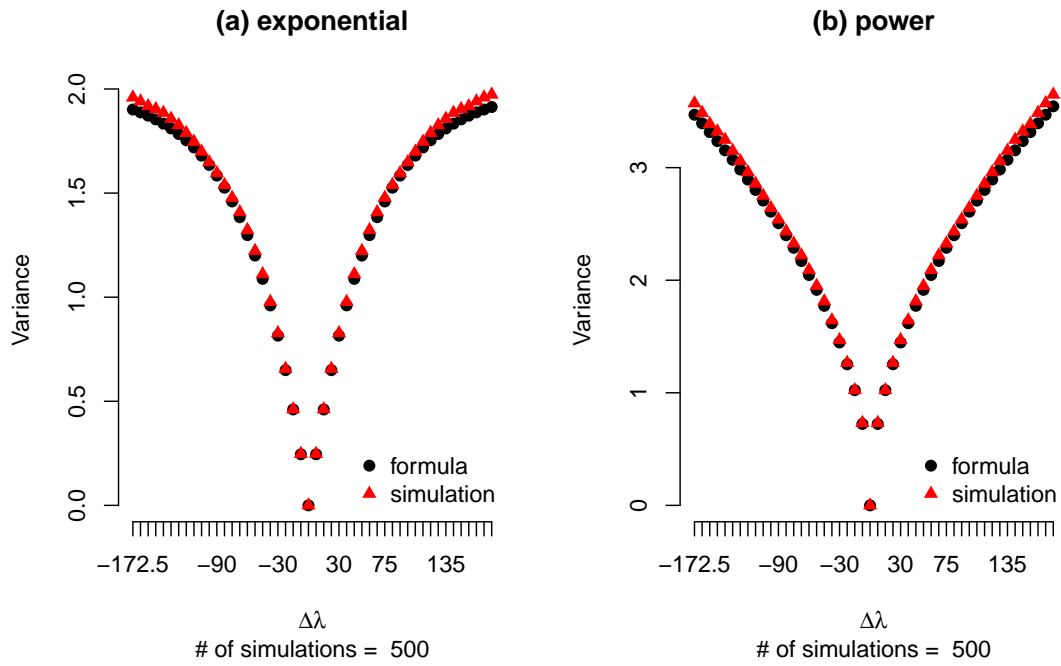 (a) exponential
Variance
2.0
1.5
1.0
0.5
0.0
formula
simulation
−172.5 −90 −30 30 75 135
Δλ
# of simulations = 500
(b) power
Variance
3
2
1
0
formula
simulation
−172.5 −90 −30 30 75 135
Δλ
# of simulations = 500